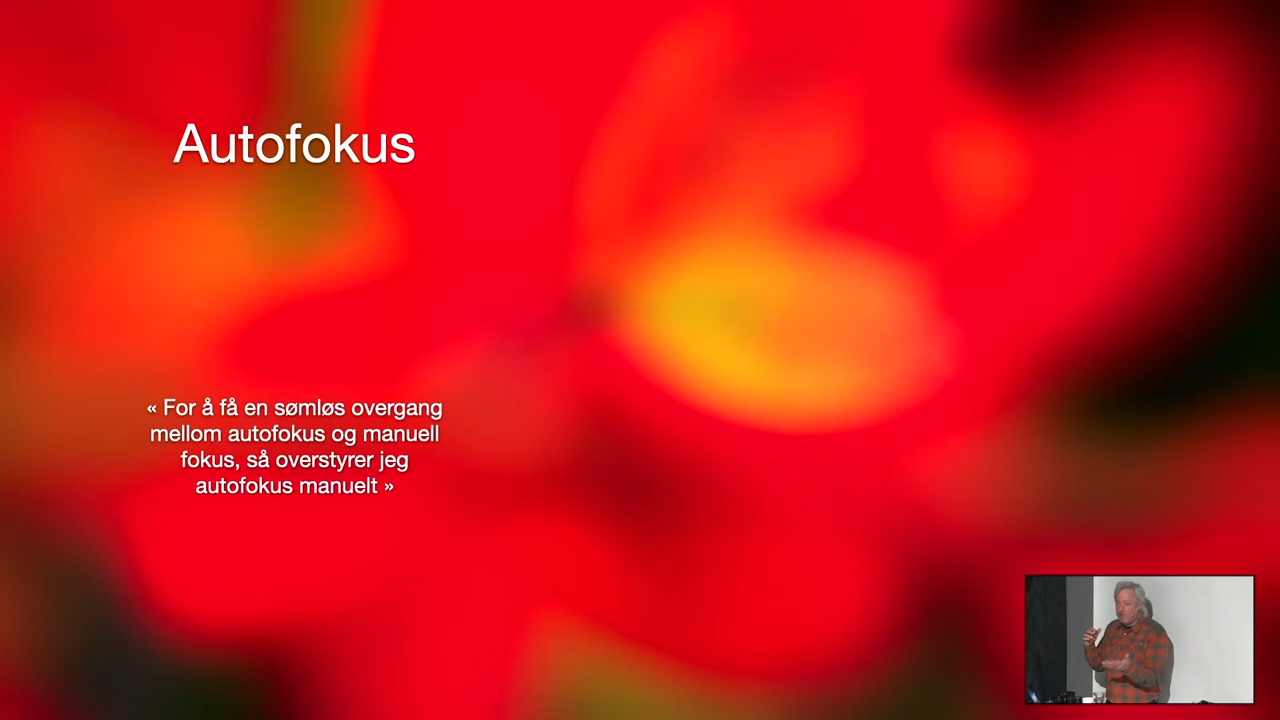 Autofokus
« For å få en sømløs overgang
mellom autofokus og manuell
fokus, så overstyrer jeg
autofokus manuelt »